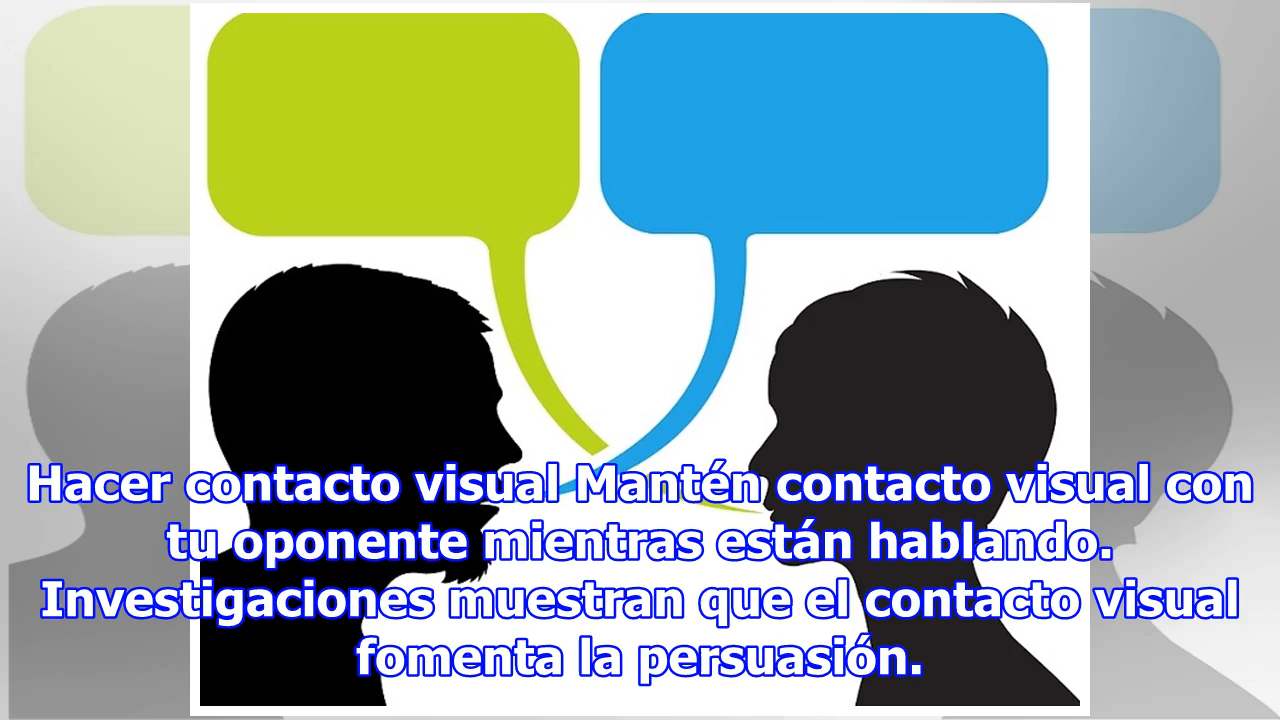 Hacer contacto visual Mantén contacto visual con
tu oponente mientras están hablando.
Investigaciones muestran que el contacto visual
fomenta la persuasión.